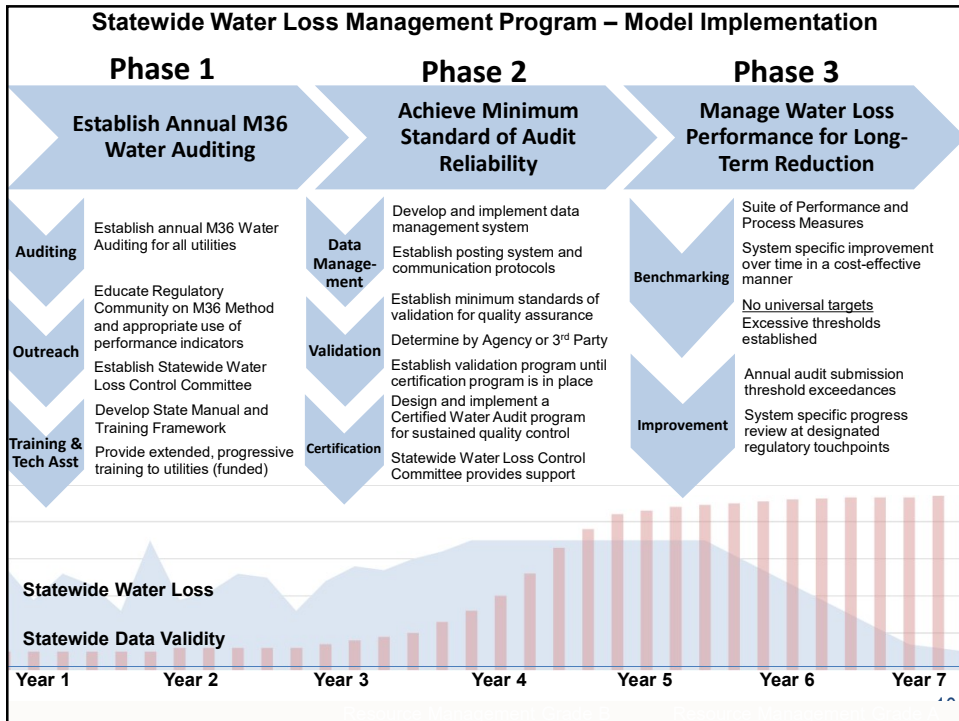 Statewide Water Loss Management Program – Model Implementation
Phase 1
Establish Annual M36
Water Auditing
Auditing
Establish annual M36 Water
Auditing for all utilities
Outreach
Educate Regulatory
Community on M36 Method
and appropriate use of
performance indicators
Establish Statewide Water
Loss Control Committee
Training &
Tech Asst
Develop State Manual and
Training Framework
Provide extended, progressive
training to utilities (funded)
Phase 2
Achieve Minimum
Standard of Audit
Reliability
Data
Manage-
ment
Develop and implement data
management system
Establish posting system and
communication protocols
Validation
Establish minimum standards of
validation for quality assurance
Determine by Agency or 3rd Party
Establish validation program until
certification program is in place
Certification
Design and implement a
Certified Water Audit program
for sustained quality control
Statewide Water Loss Control
Committee provides support
Phase 3
Manage Water Loss
Performance for Long-
Term Reduction
Benchmarking
Suite of Performance and
Process Measures
System specific improvement
over time in a cost-effective
manner
No universal targets
Excessive thresholds
established
Improvement
Annual audit submission
threshold exceedances
System specific progress
review at designated
regulatory touchpoints
Statewide Water Loss
Statewide Data Validity
Year 1 Year 2 Year 3 Year 4 Year 5 Year 6 Year 7